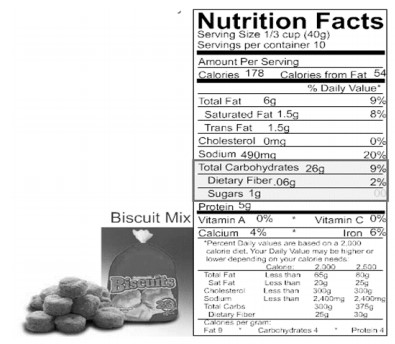 Nutrition Facts
Serving Size 1/3 cup (40g)
Servings per container 10
Amount Per Serving
Calories 178 Calories from Fat 54
% Daily Value*
Total Fat 6g 9%
Saturated Fat 1.5g 8%
Trans Fat 1.5g
Cholesterol 0mg 0%
Sodium 490mg 20%
Total Carbohydrates 26g 9%
Dietary Fiber .06g 2%
Sugars 1g
Protein 5g
Vitamin A 0% * Vitamin C 0%
Calcium 4% * Iron 6%
*Percent Daily values are based on a 2,000
calorie diet. Your Daily Value may be higher or
lower depending on your calorie needs.
Calorie: 2,000 2,500
Total Fat Less than 65g 80g
Sat Fat Less than 20g 25g
Cholesterol Less than 300g 300g
Sodium Less than 2,400mg 2,400mg
Total Carbs 300g 375g
Dietary Fiber 25g 30g
Calories per gram:
Fat 9 * Carbohydrates 4 * Protein 4
Biscuit Mix
Biscuits